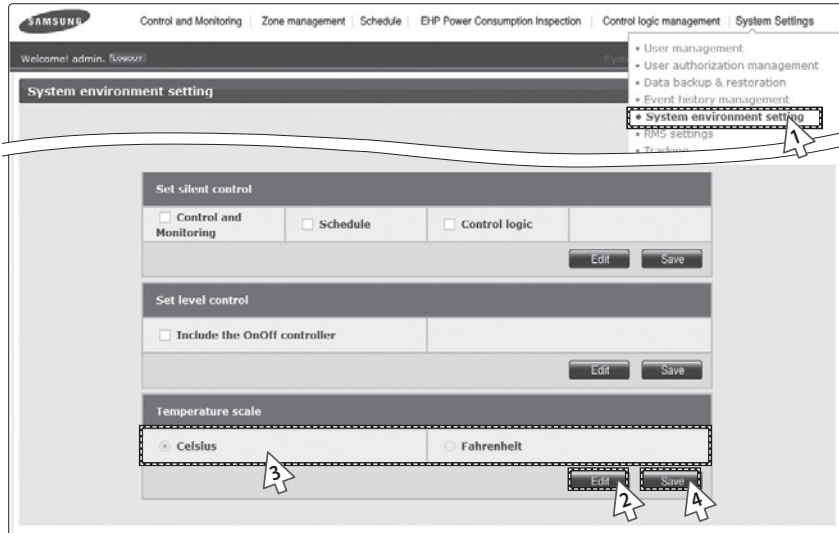 SAMSUNG
Control and Monitoring | Zone management | Schedule | EHP Power Consumption Inspection | Control logic management | System Settings
Welcome! admin. Logout
• User management
• User authorization management
• Data backup & restoration
• Event history management
• System environment setting
• RMS settings
• Tracking
1
System environment setting
Set silent control
Control and Monitoring
Schedule
Control logic
Edit Save
Set level control
Include the OnOff controller
Edit Save
Temperature scale
Celsius Fahrenheit
3
Edit Save
2 4